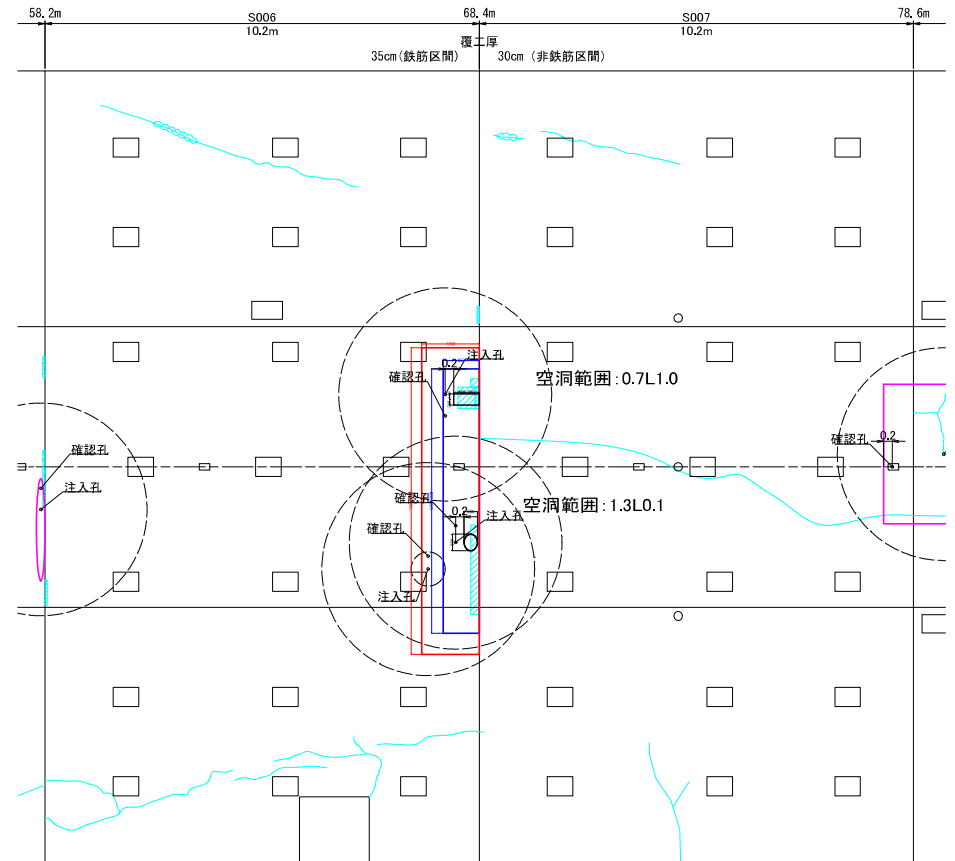 58.2m
S006
10.2m
68.4m
S007
10.2m
78.6m
覆工厚
35cm(鉄筋区間)
30cm (非鉄筋区間)
0.2
注入孔
確認孔
空洞範囲:0.7L1.0
確認孔
注入孔
確認孔
0.2
確認孔
0.2
注入孔
空洞範囲:1.3L0.1
確認孔
注入孔